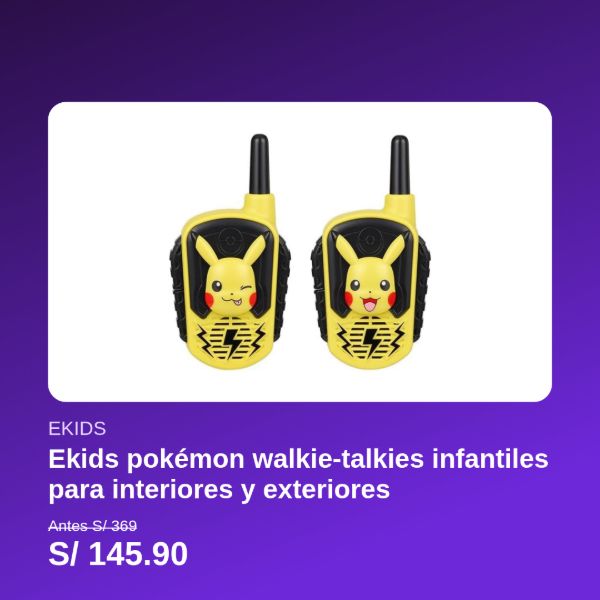 EKIDS
Ekids pokémon walkie-talkies infantiles
para interiores y exteriores
Antes S/ 369
S/ 145.90